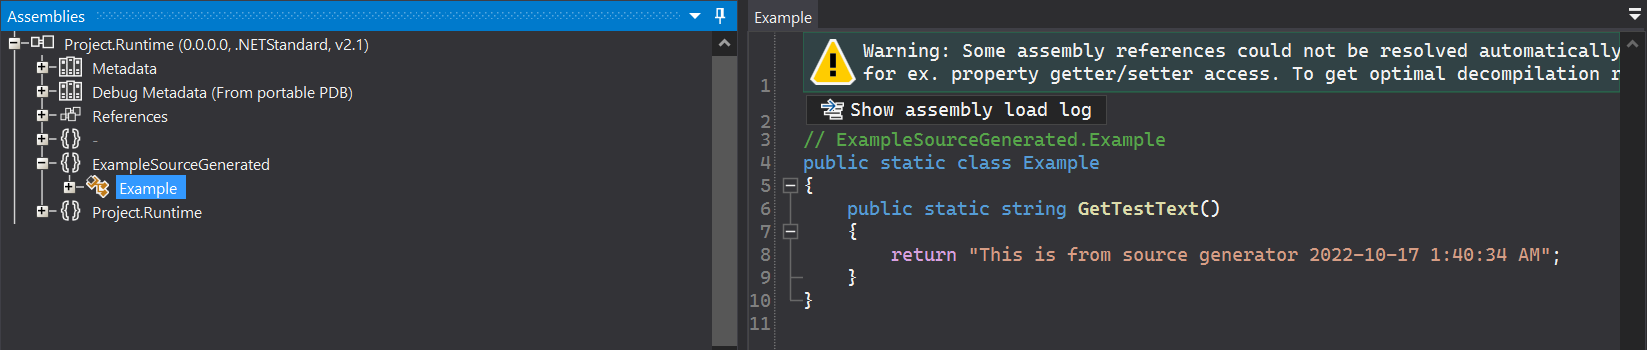 Assemblies
Project.Runtime (0.0.0.0, .NETStandard, v2.1)
Metadata
Debug Metadata (From portable PDB)
References
-
ExampleSourceGenerated
Example
Project.Runtime
Example
Warning: Some assembly references could not be resolved automatically
1 for ex. property getter/setter access. To get optimal decompilation r
Show assembly load log
2
3 // ExampleSourceGenerated.Example
4 public static class Example
5 {
6 public static string GetTestText()
7 {
8 return "This is from source generator 2022-10-17 1:40:34 AM";
9 }
10 }
11